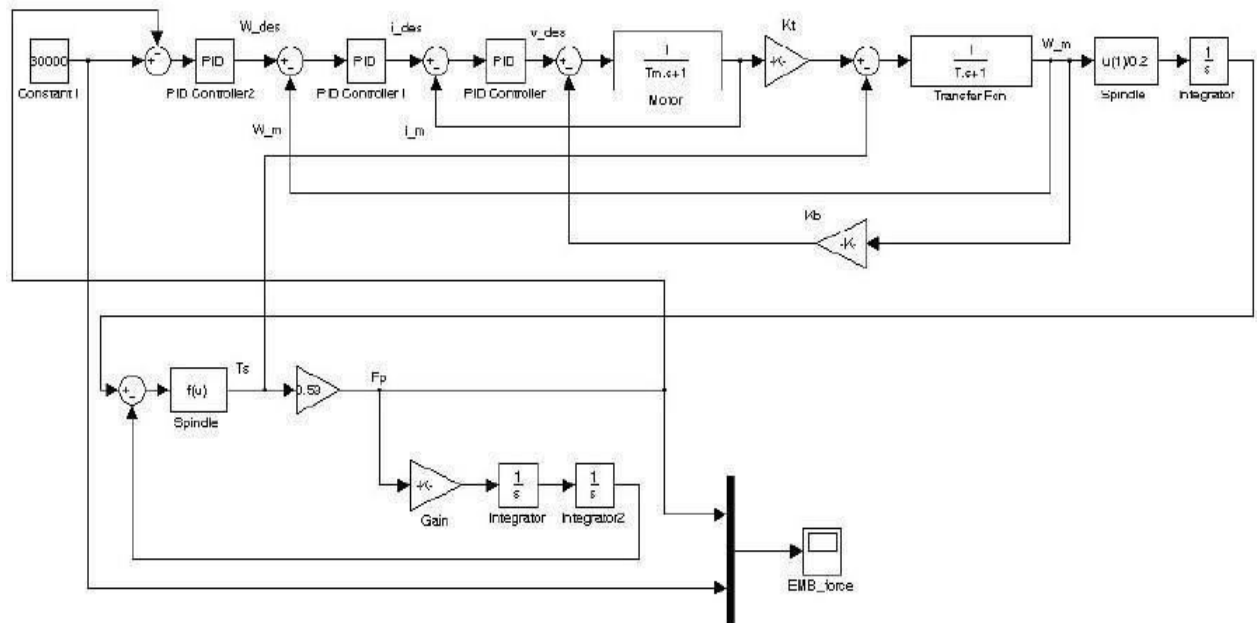 W_des
i_des
v_des
Kt
W_m
30000
Constant 1
+
-
PID
PID Controller2
+
-
PID
PID Controller 1
+
-
PID
PID Controller
+
-
1
Tm.s+1
Motor
-K-
+
-
1
T.s+1
Transfer Fcn
u(1)/0.2
Spindle
1
s
Integrator
W_m
i_m
Kb
-K-
+
-
Ts
f(u)
Spindle
0.53
Fp
-K-
Gain
1
s
Integrator
1
s
Integrator2
EMB_force